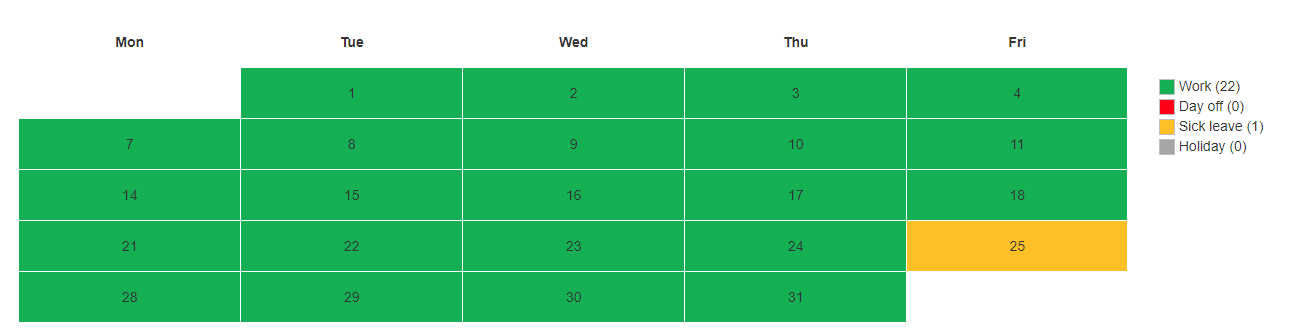 Mon Tue Wed Thu Fri
1 2 3 4
7 8 9 10 11
14 15 16 17 18
21 22 23 24 25
28 29 30 31
Work (22)
Day off (0)
Sick leave (1)
Holiday (0)